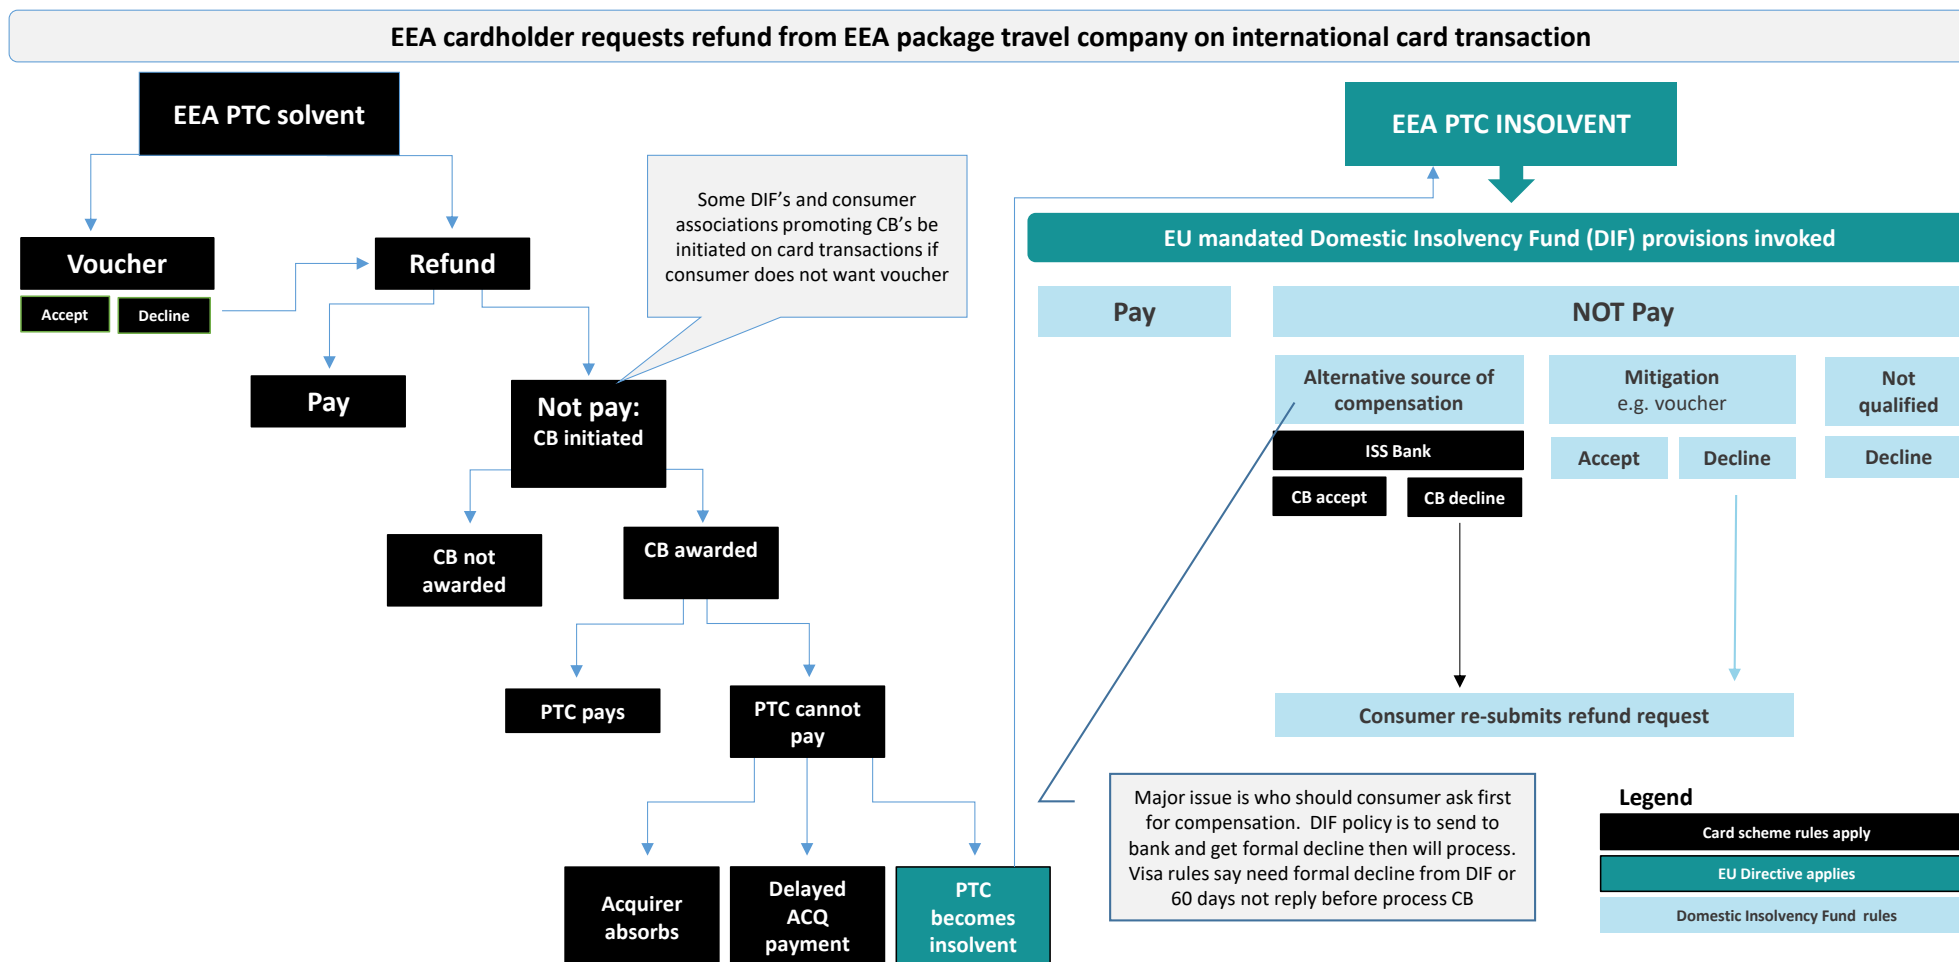 EEA cardholder requests refund from EEA package travel company on international card transaction
EEA PTC solvent
EEA PTC INSOLVENT
Some DIF's and consumer
associations promoting CB's be
initiated on card transactions if
consumer does not want voucher
EU mandated Domestic Insolvency Fund (DIF) provisions invoked
Voucher
Refund
Accept
Decline
Pay
NOT Pay
Pay
Not pay:
CB initiated
Alternative source of
compensation
Mitigation
e.g. voucher
Not
qualified
ISS Bank
Accept
Decline
Decline
CB accept
CB decline
CB not
awarded
CB awarded
PTC pays
PTC cannot
pay
Consumer re-submits refund request
Acquirer
absorbs
Delayed
ACQ
payment
PTC
becomes
insolvent
Major issue is who should consumer ask first
for compensation.  DIF policy is to send to
bank and get formal decline then will process.
Visa rules say need formal decline from DIF or
60 days not reply before process CB
Legend
Card scheme rules apply
EU Directive applies
Domestic Insolvency Fund  rules